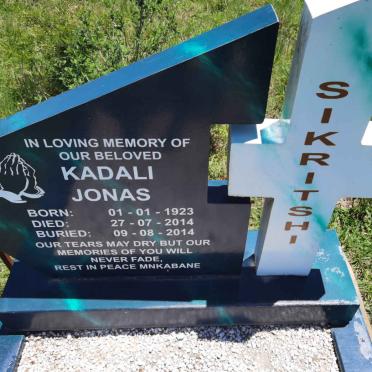 IN LOVING MEMORY OF
OUR BELOVED
KADALI
JONAS
BORN: 01 - 01 - 1923
DIED: 27 - 07 - 2014
BURIED: 09 - 08 - 2014
OUR TEARS MAY DRY BUT OUR
MEMORIES OF YOU WILL
NEVER FADE,
REST IN PEACE MNKABANE
SIKRITSHI